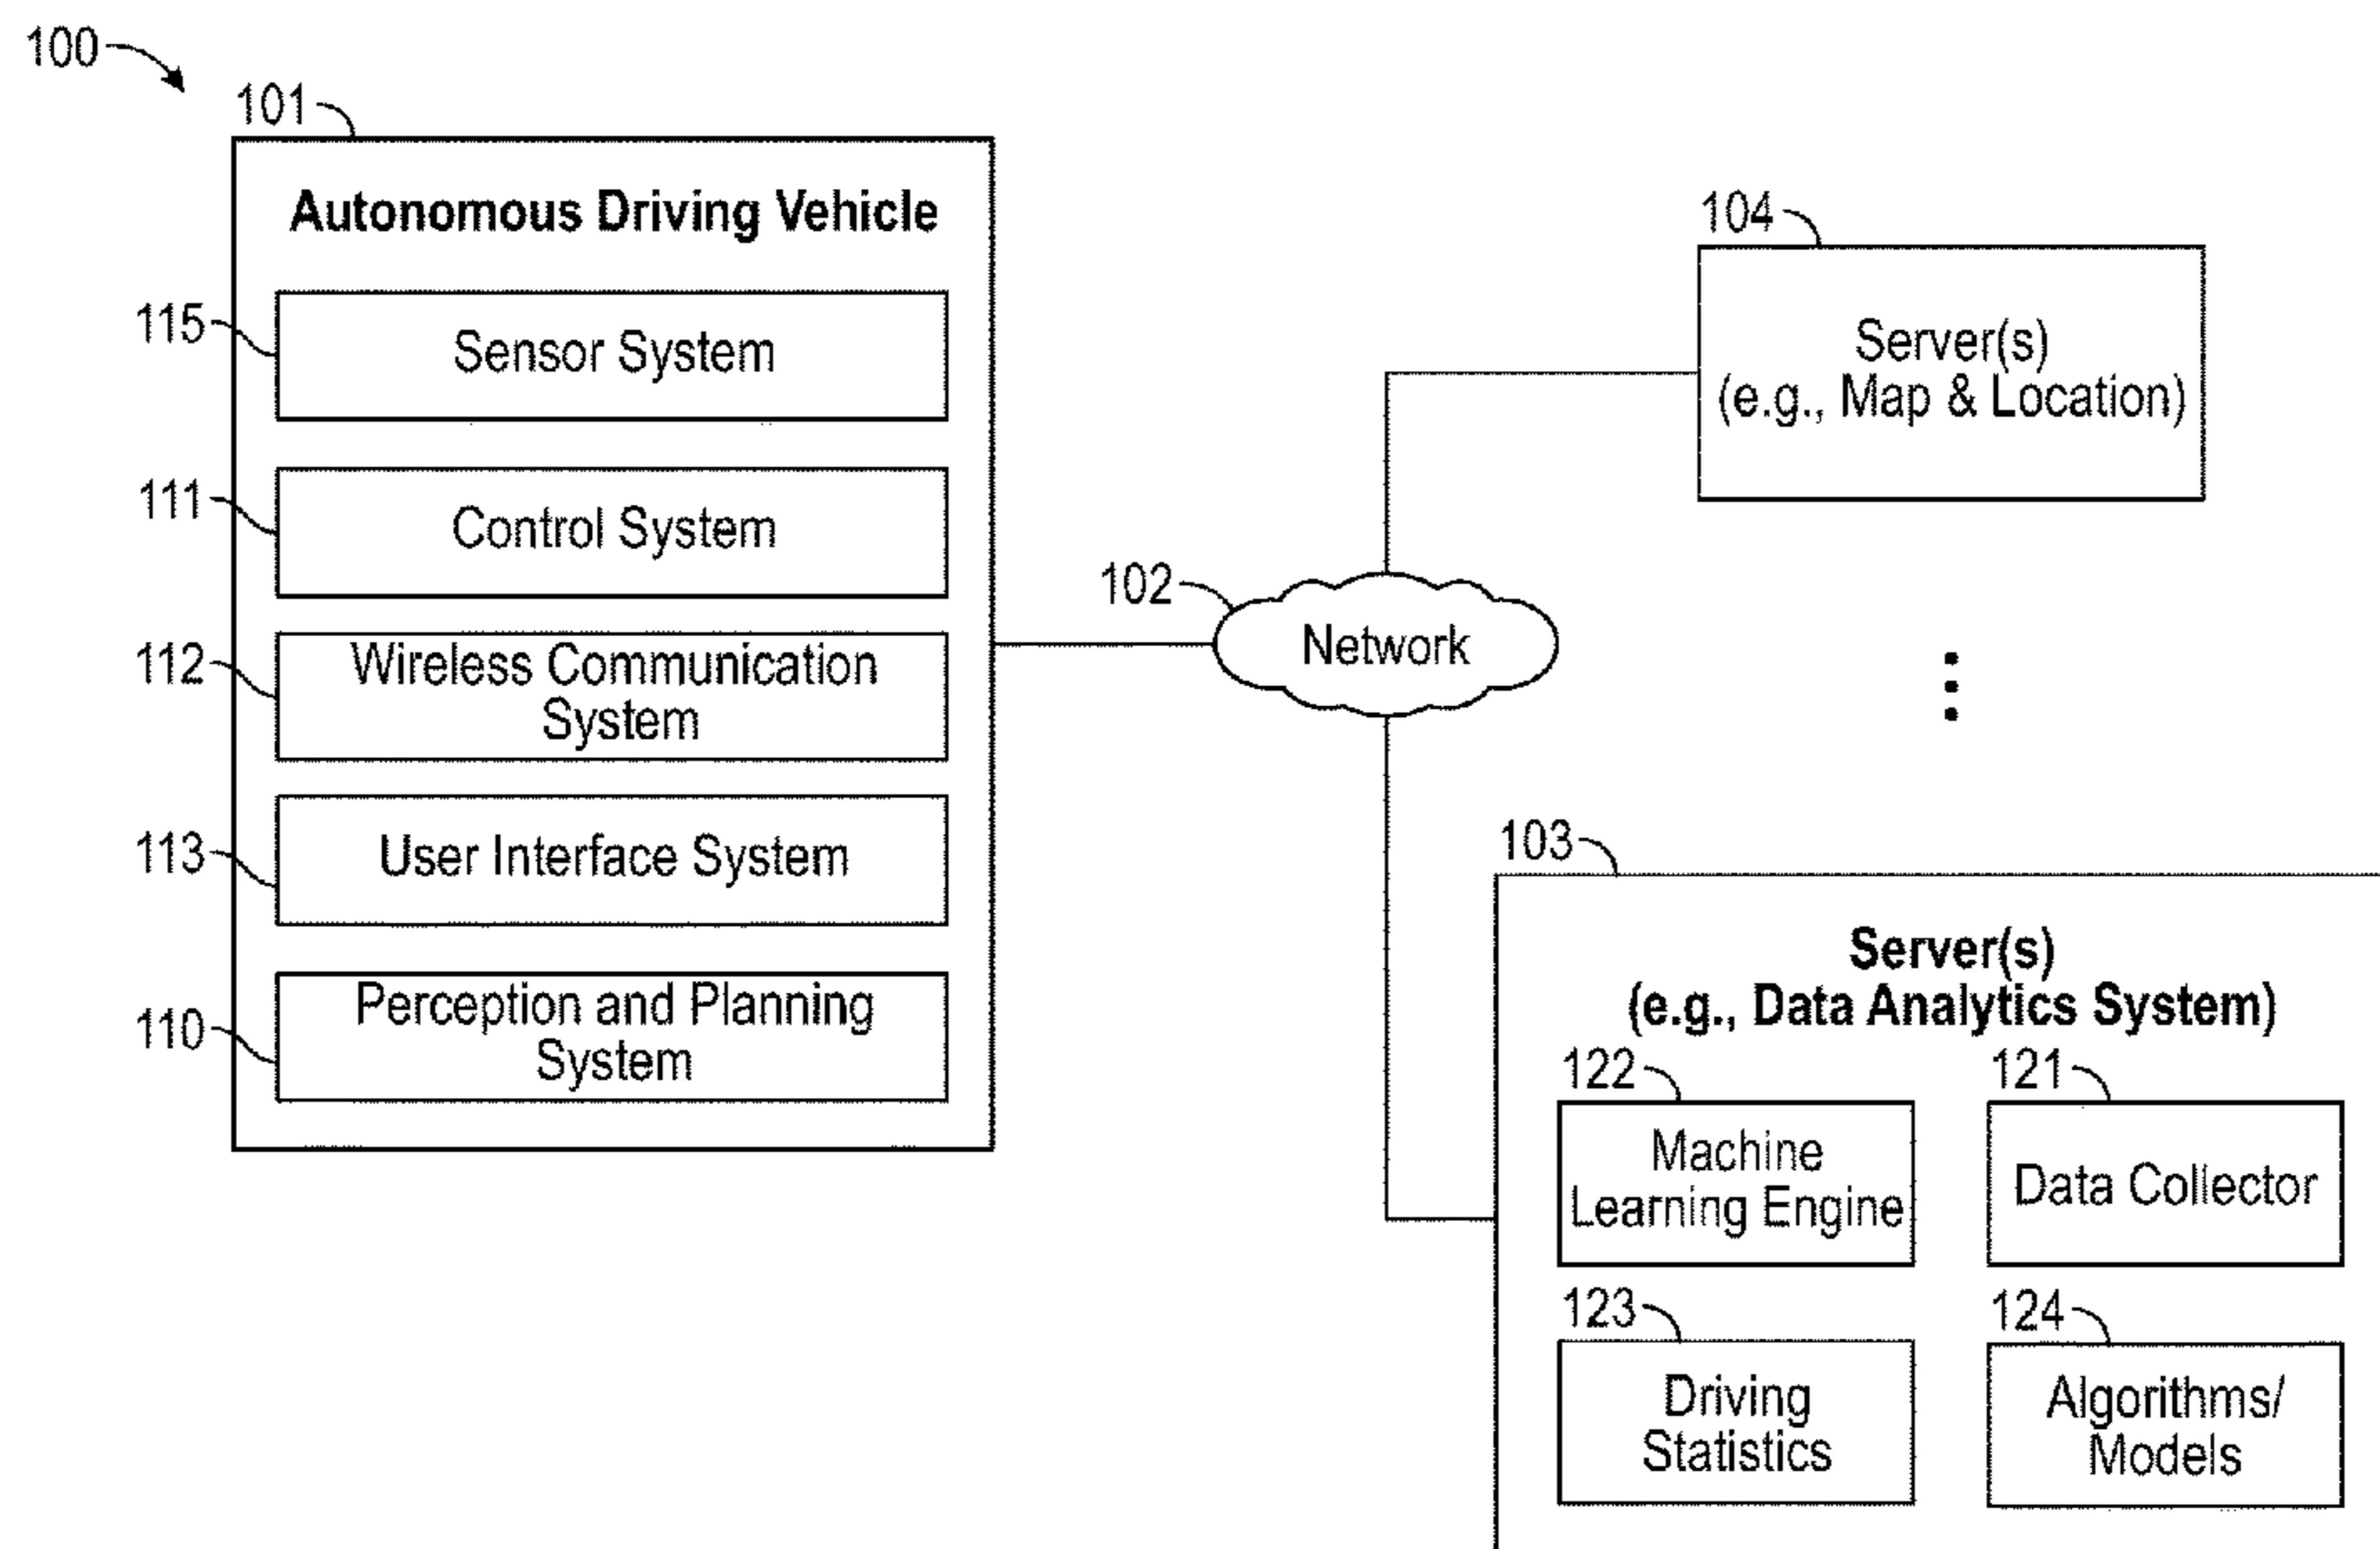 100
101
Autonomous Driving Vehicle
115
Sensor System
111
Control System
112
Wireless Communication
System
113
User Interface System
110
Perception and Planning
System
102
Network
104
Server(s)
(e.g., Map & Location)
103
Server(s)
(e.g., Data Analytics System)
122
Machine
Learning Engine
121
Data Collector
123
Driving
Statistics
124
Algorithms/
Models